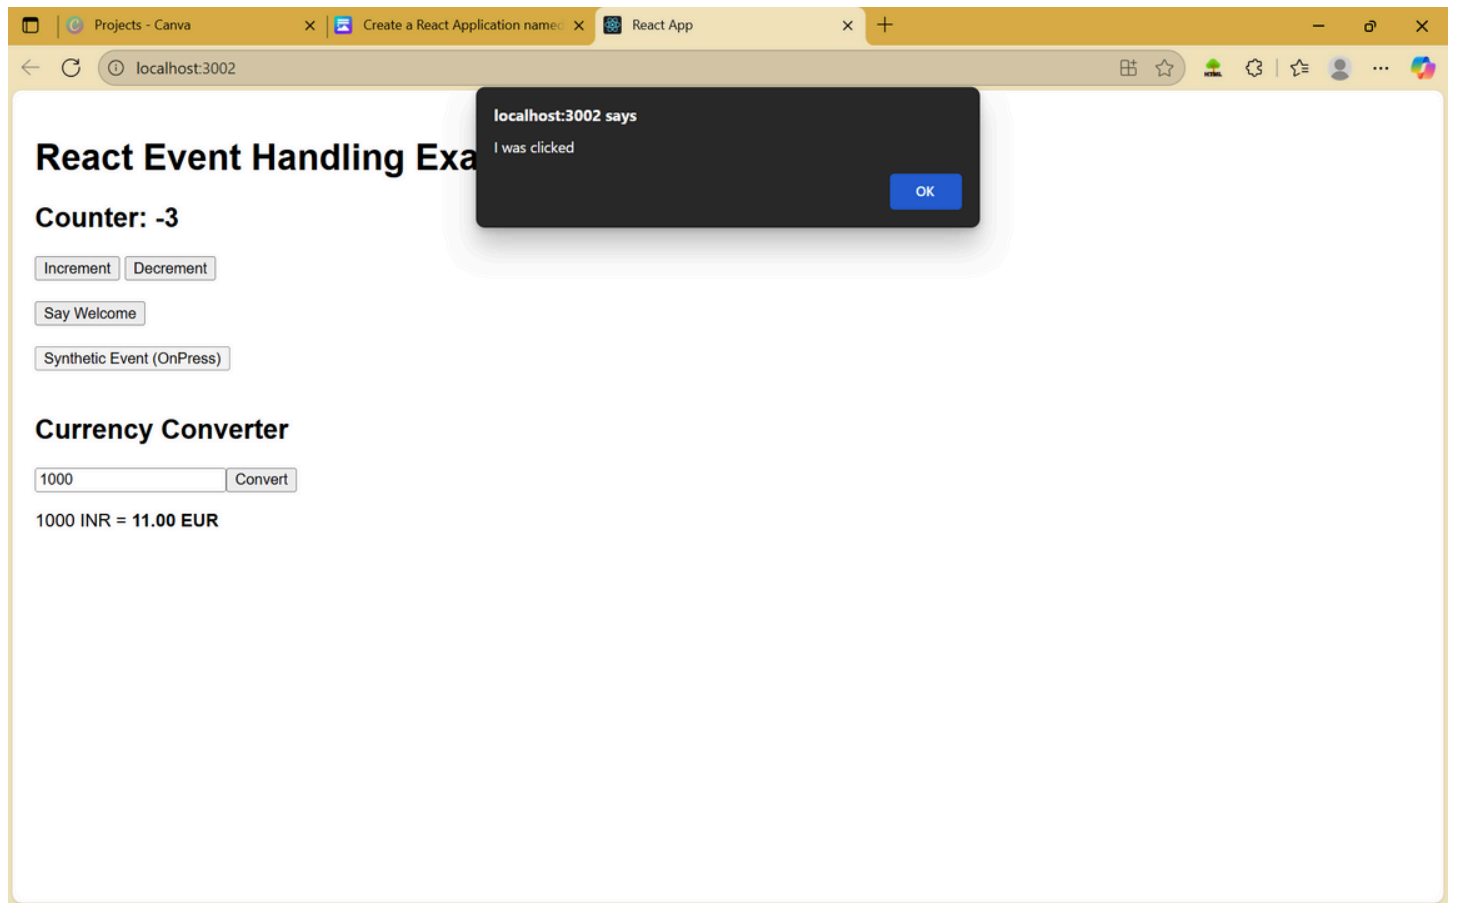 Projects - Canva
Create a React Application named
React App
localhost:3002
localhost:3002 says
I was clicked
OK
React Event Handling Exa
Counter: -3
Increment Decrement
Say Welcome
Synthetic Event (OnPress)
Currency Converter
1000 Convert
1000 INR = 11.00 EUR